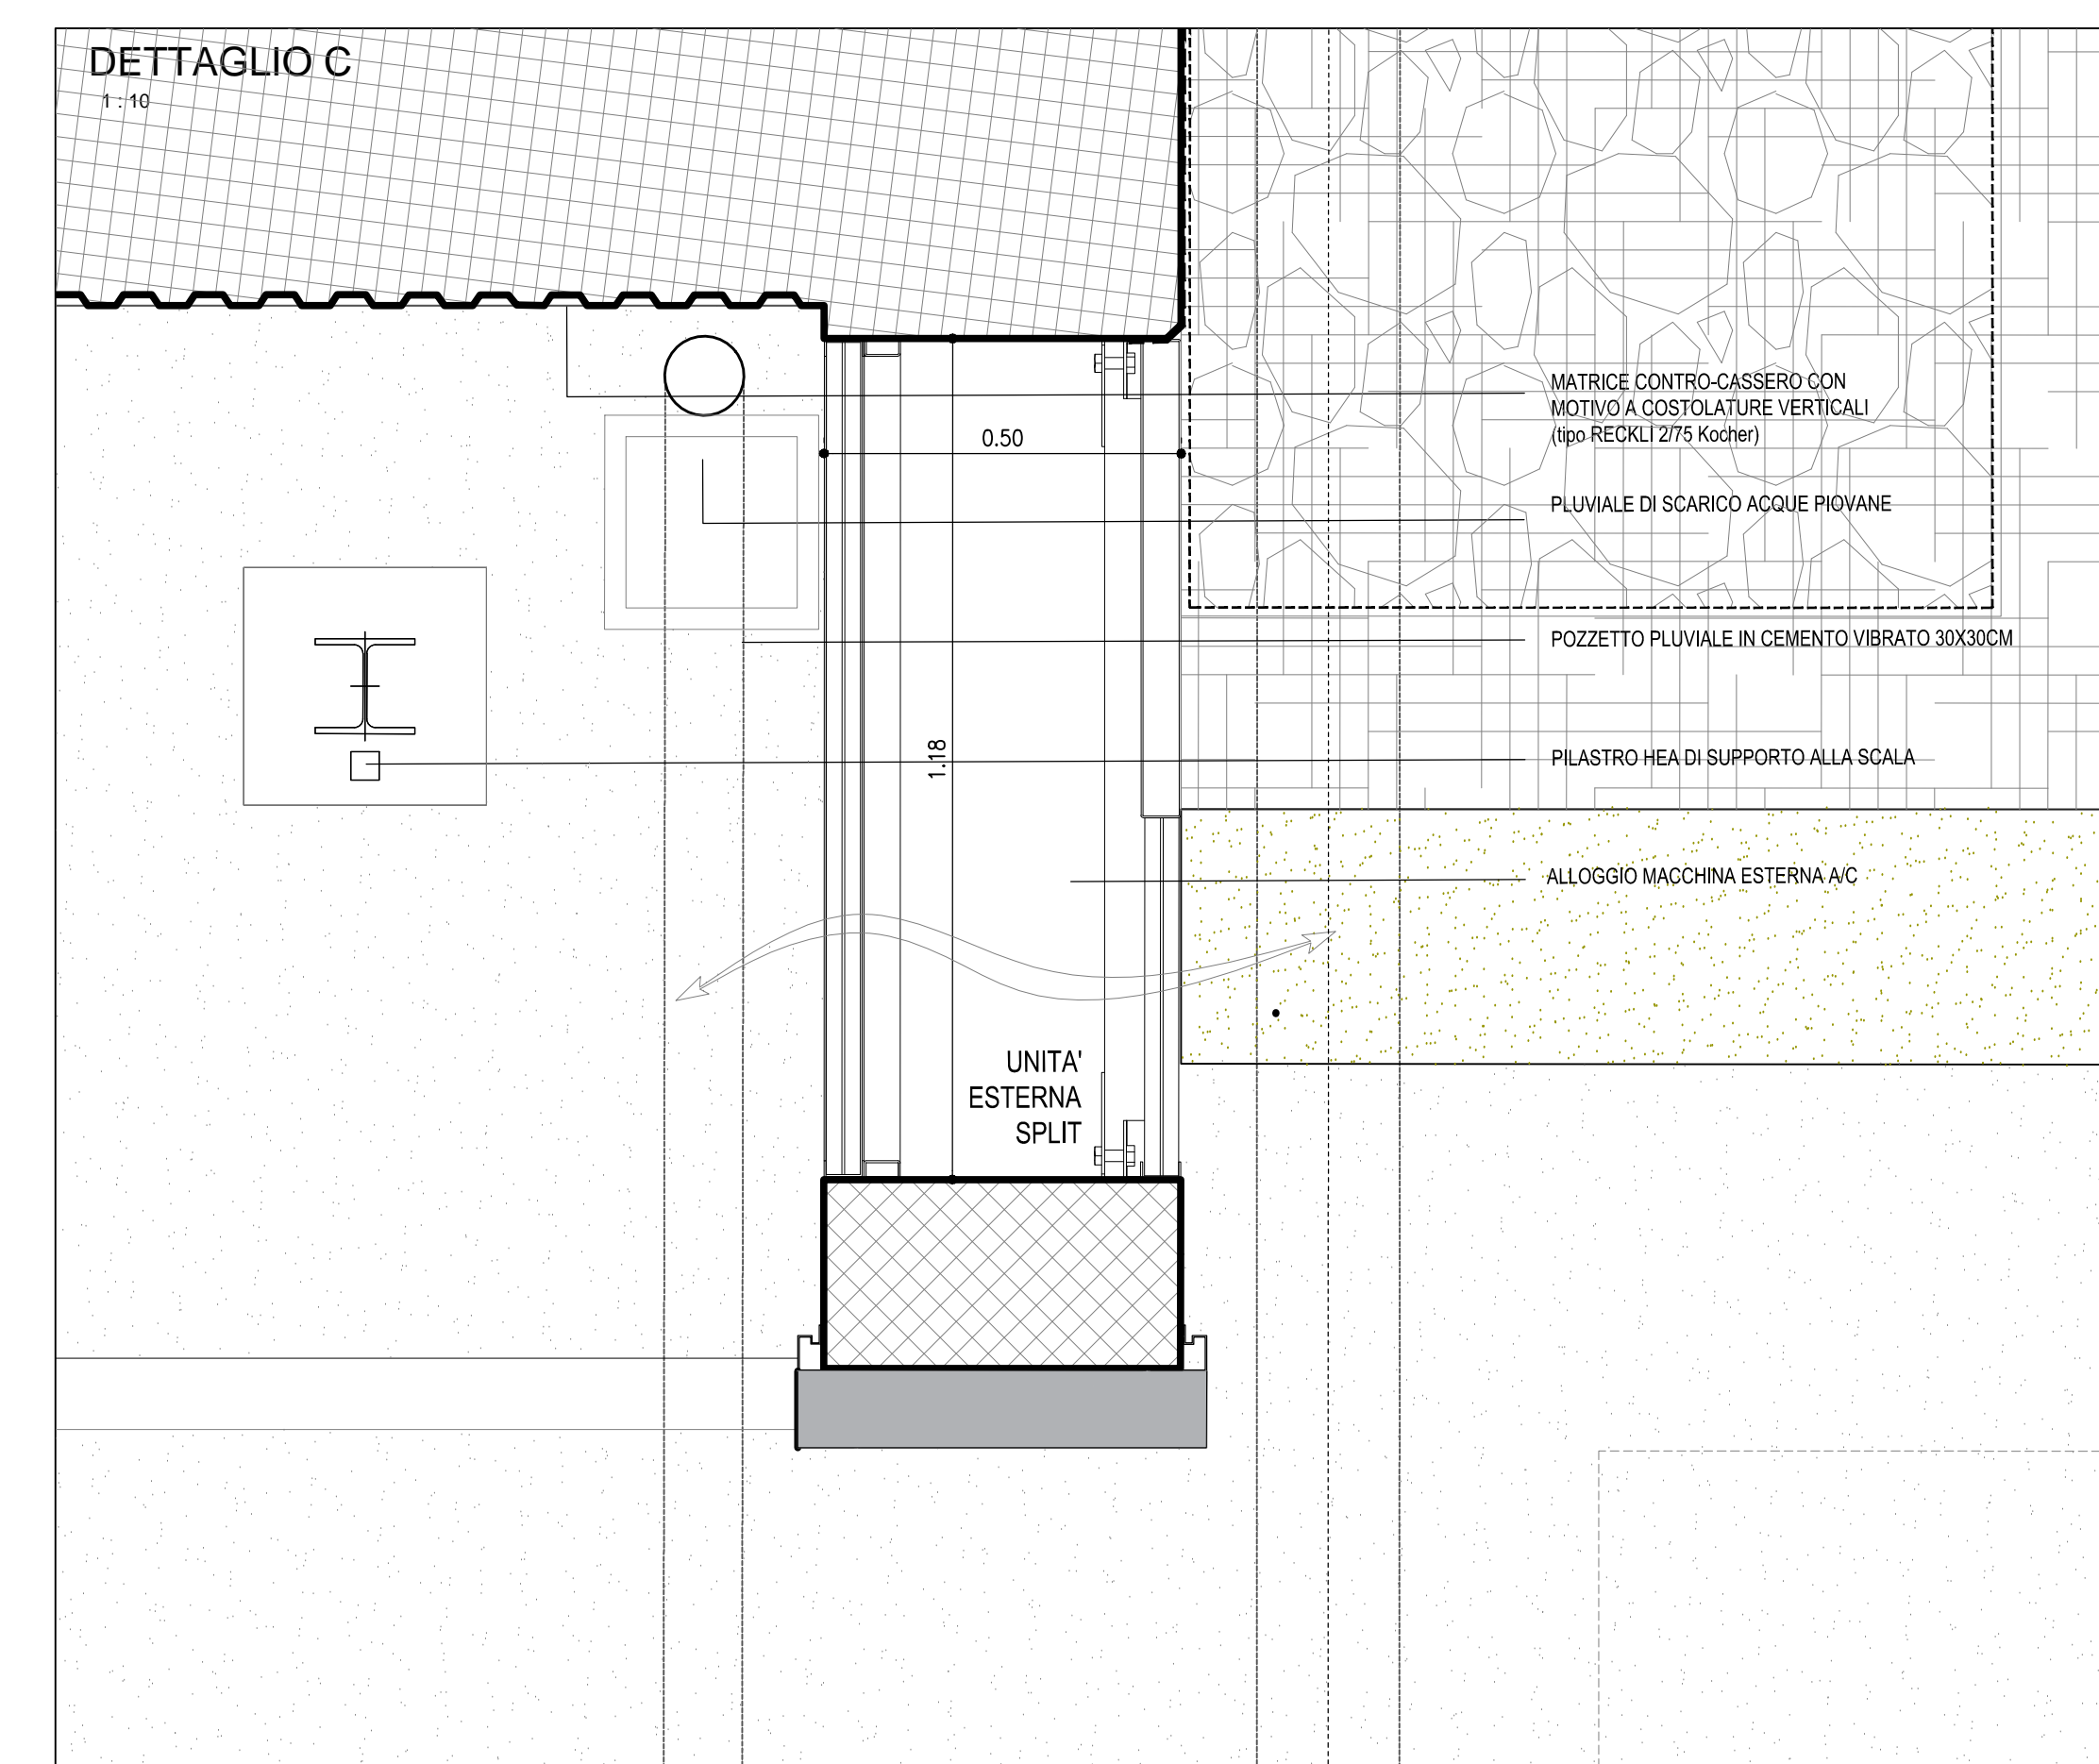 DETTAGLIO C
1 : 10
MATRICE CONTRO-CASSERO CON
MOTIVO A COSTOLATURE VERTICALI
(tipo RECKLI 2/75 Kocher)
0.50
PLUVIALE DI SCARICO ACQUE PIOVANE
POZZETTO PLUVIALE IN CEMENTO VIBRATO 30X30CM
1.18
PILASTRO HEA DI SUPPORTO ALLA SCALA
ALLOGGIO MACCHINA ESTERNA A/C
UNITA'
ESTERNA
SPLIT